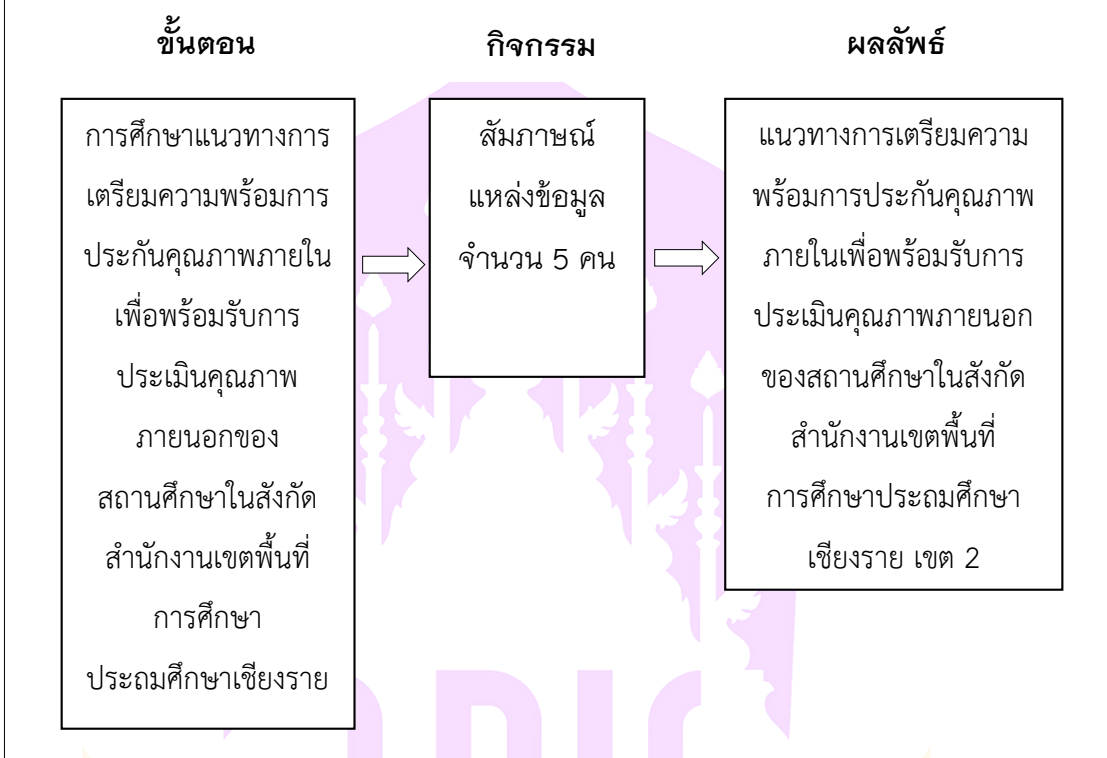 ขั้นตอน
กิจกรรม
ผลลัพธ์
การศึกษาแนวทางการ
เตรียมความพร้อมการ
ประกันคุณภาพภายใน
เพื่อพร้อมรับการ
ประเมินคุณภาพ
ภายนอกของ
สถานศึกษาในสังกัด
สำนักงานเขตพื้นที่
การศึกษา
ประถมศึกษาเชียงราย
สัมภาษณ์
แหล่งข้อมูล
จำนวน 5 คน
แนวทางการเตรียมความ
พร้อมการประกันคุณภาพ
ภายในเพื่อพร้อมรับการ
ประเมินคุณภาพภายนอก
ของสถานศึกษาในสังกัด
สำนักงานเขตพื้นที่
การศึกษาประถมศึกษา
เชียงราย เขต 2